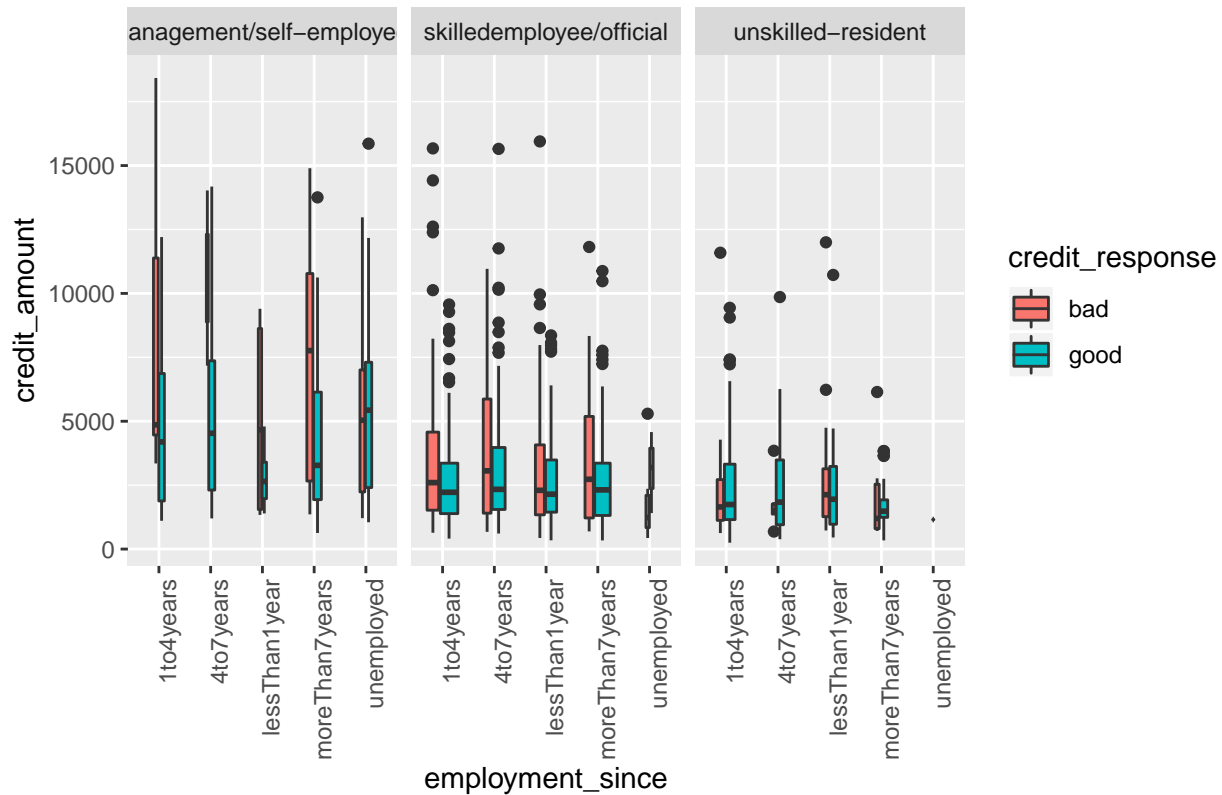 anagement/self−employe
skilledemployee/official
unskilled−resident
credit_amount
15000
10000
5000
0
1to4years
4to7years
lessThan1year
moreThan7years
unemployed
1to4years
4to7years
lessThan1year
moreThan7years
unemployed
1to4years
4to7years
lessThan1year
moreThan7years
unemployed
employment_since
credit_response
bad
good